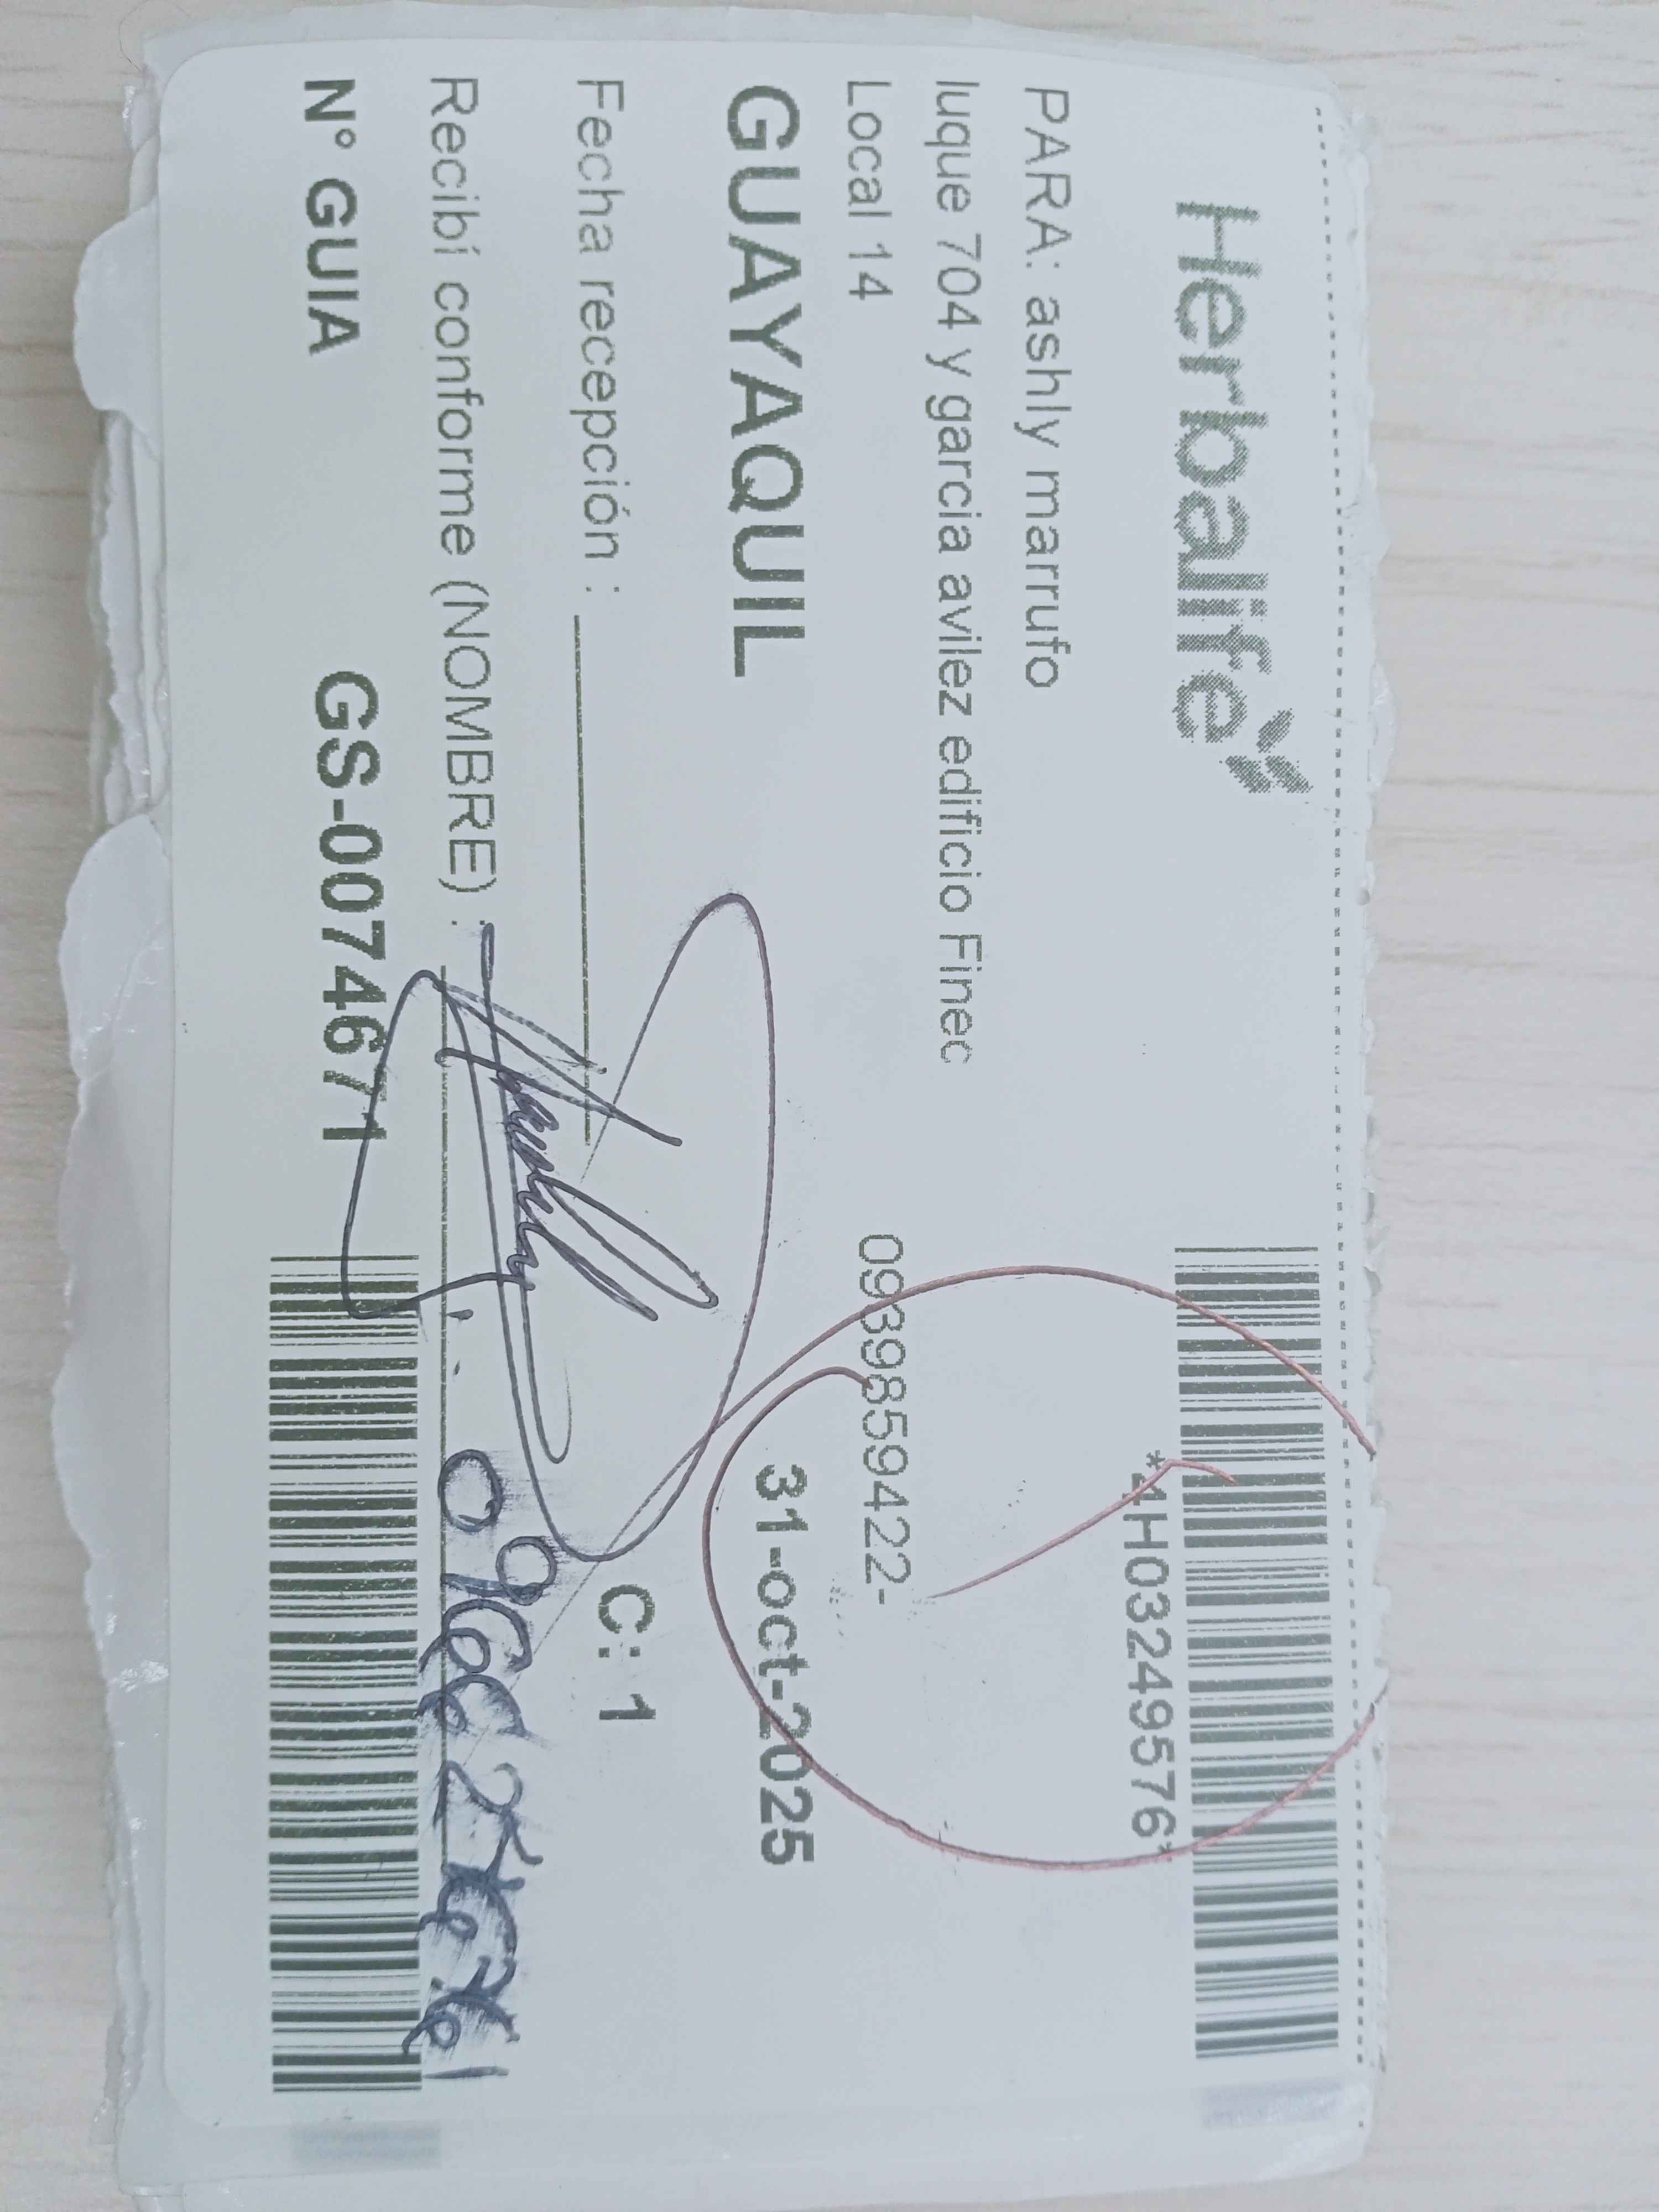 Herbalife
*4H03249576*
PARA: ashly marrufo
luque 704 y garcia avilez edificio Finec
Local 14
0939859422-
GUAYAQUIL
31-oct-2025
Fecha recepción :
C: 1
Recibí conforme (NOMBRE) :
N° GUIA
GS-0074671